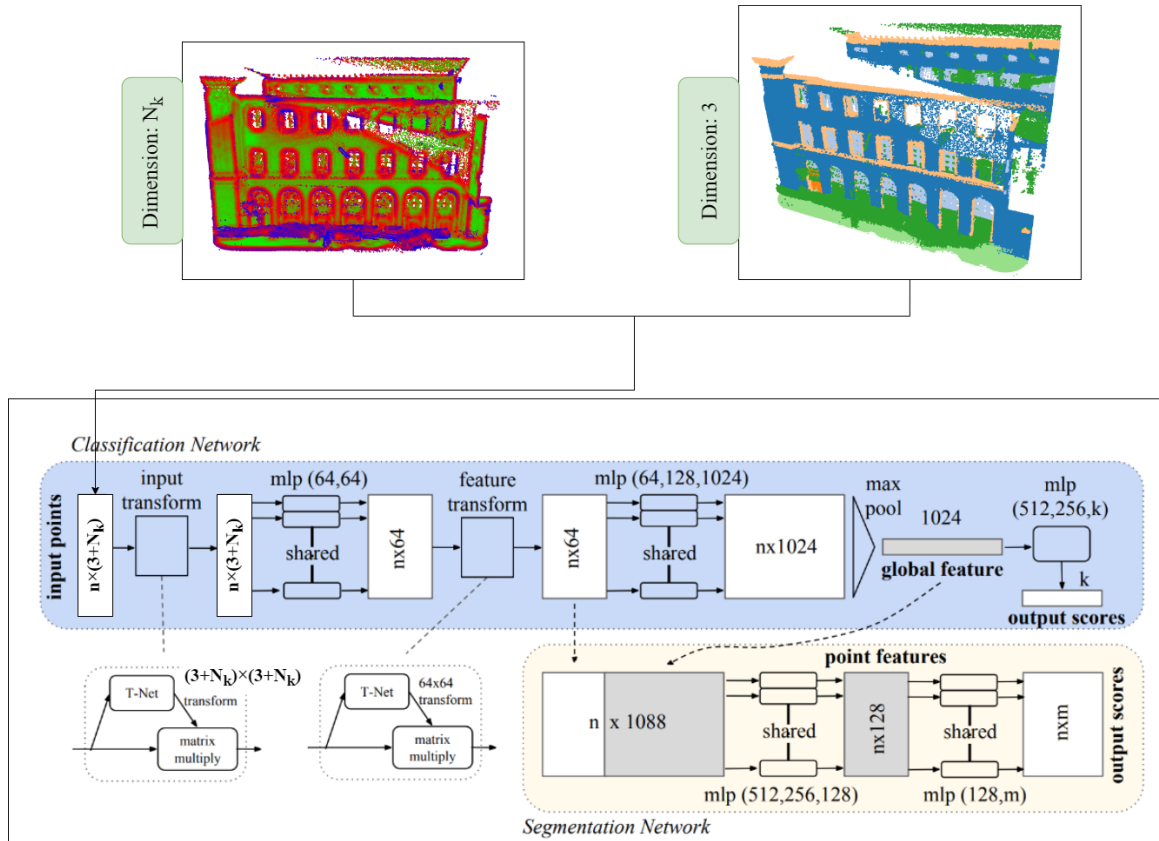 Dimension: Nk
Dimension: 3
Classification Network
input points
n×(3+Nk)
input
transform
n×(3+Nk)
mlp (64,64)
shared
nx64
feature
transform
nx64
mlp (64,128,1024)
shared
nx1024
max
pool
1024
global feature
mlp
(512,256,k)
k
output scores
T-Net
(3+Nk)×(3+Nk)
transform
matrix
multiply
T-Net
64x64
transform
matrix
multiply
point features
n x 1088
shared
mlp (512,256,128)
nx128
shared
mlp (128,m)
nxm
output scores
Segmentation Network